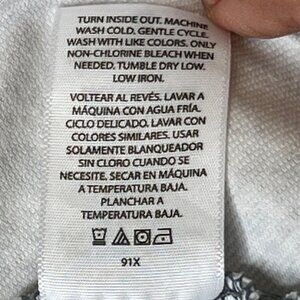 TURN INSIDE OUT. MACHINE
WASH COLD. GENTLE CYCLE.
WASH WITH LIKE COLORS. ONLY
NON-CHLORINE BLEACH WHEN
NEEDED. TUMBLE DRY LOW.
LOW IRON.
VOLTEAR AL REVÉS. LAVAR A
MÁQUINA CON AGUA FRÍA.
CICLO DELICADO. LAVAR CON
COLORES SIMILARES. USAR
SOLAMENTE BLANQUEADOR
SIN CLORO CUANDO SE
NECESITE. SECAR EN MÁQUINA
A TEMPERATURA BAJA.
PLANCHAR A
TEMPERATURA BAJA.
91X